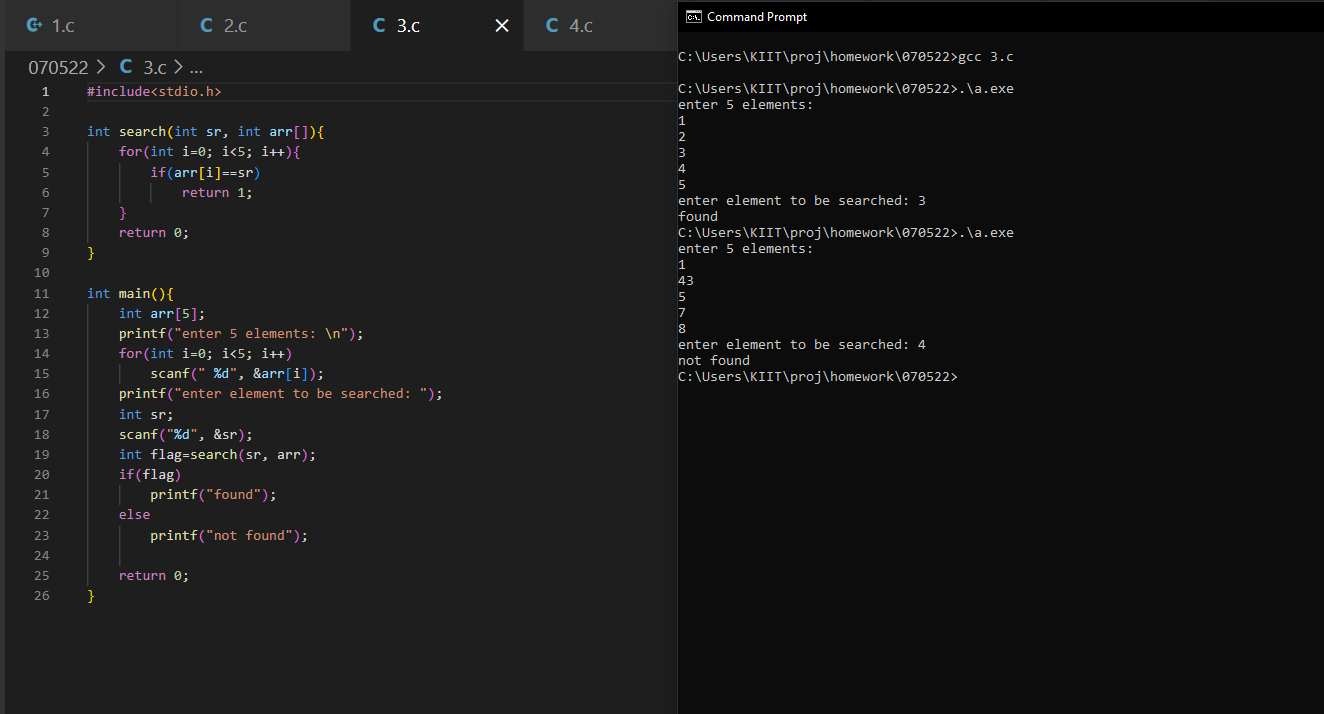 1.c 2.c 3.c 4.c
070522 > C 3.c > ...
1 #include<stdio.h>
2
3 int search(int sr, int arr[]){
4 for(int i=0; i<5; i++){
5 if(arr[i]==sr)
6 return 1;
7 }
8 return 0;
9 }
10
11 int main(){
12 int arr[5];
13 printf("enter 5 elements: \n");
14 for(int i=0; i<5; i++)
15 scanf(" %d", &arr[i]);
16 printf("enter element to be searched: ");
17 int sr;
18 scanf("%d", &sr);
19 int flag=search(sr, arr);
20 if(flag)
21 printf("found");
22 else
23 printf("not found");
24
25 return 0;
26 }
Command Prompt
C:\Users\KIIT\proj\homework\070522>gcc 3.c
C:\Users\KIIT\proj\homework\070522>.\a.exe
enter 5 elements:
1
2
3
4
5
enter element to be searched: 3
found
C:\Users\KIIT\proj\homework\070522>.\a.exe
enter 5 elements:
1
43
5
7
8
enter element to be searched: 4
not found
C:\Users\KIIT\proj\homework\070522>